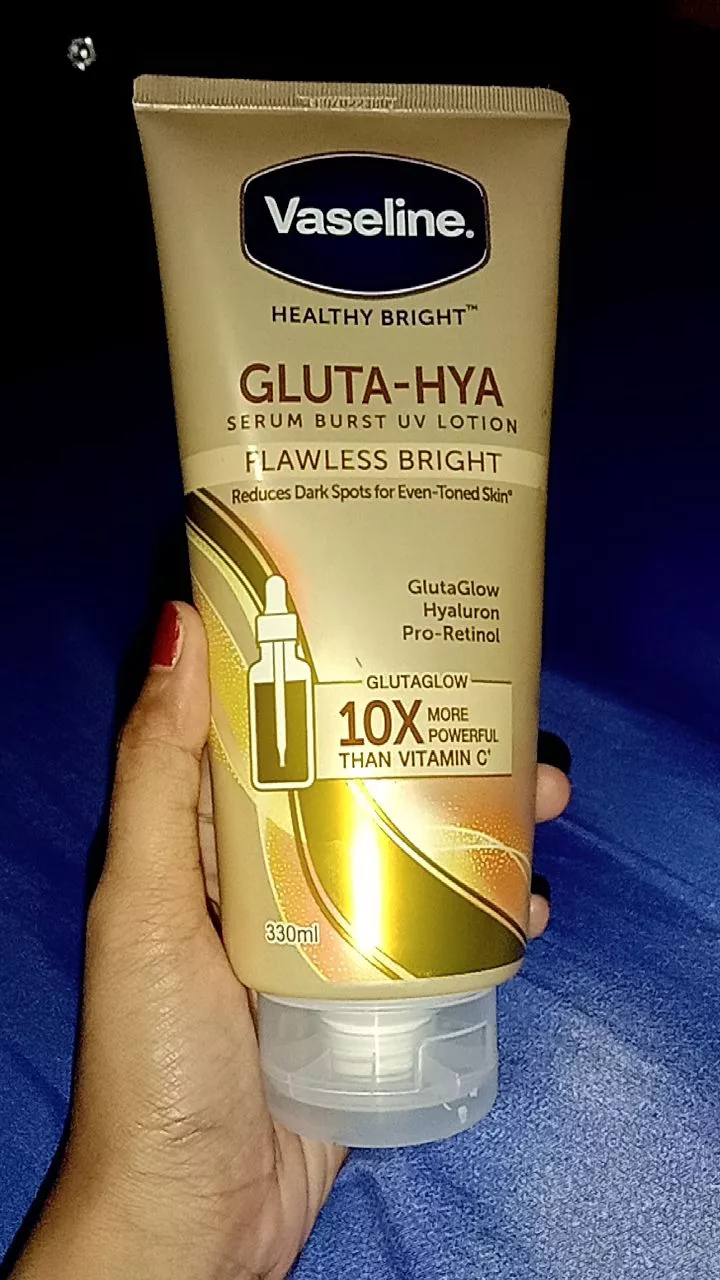 Vaseline.
HEALTHY BRIGHT™
GLUTA-HYA
SERUM BURST UV LOTION
FLAWLESS BRIGHT
Reduces Dark Spots for Even-Toned Skin*
GlutaGlow
Hyaluron
Pro-Retinol
GLUTAGLOW
10X MORE
POWERFUL
THAN VITAMIN C⁺
330ml